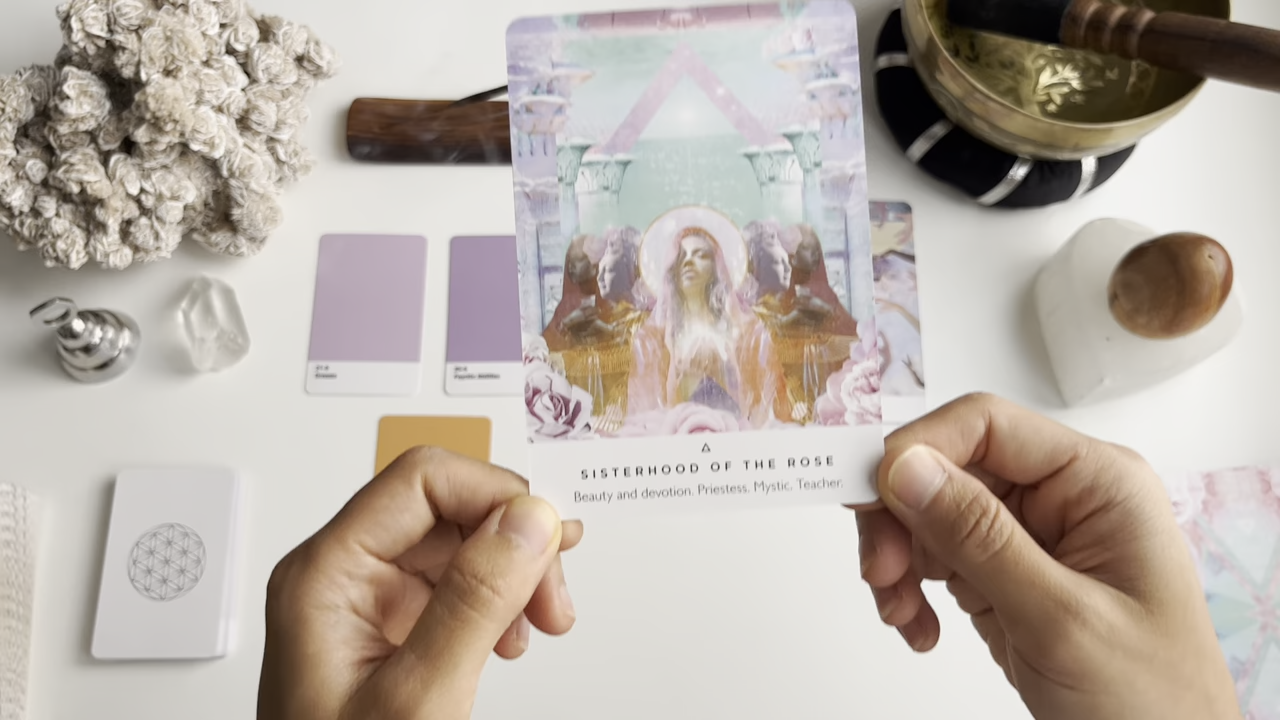 SISTERHOOD OF THE ROSE
Beauty and devotion. Priestess. Mystic. Teacher.